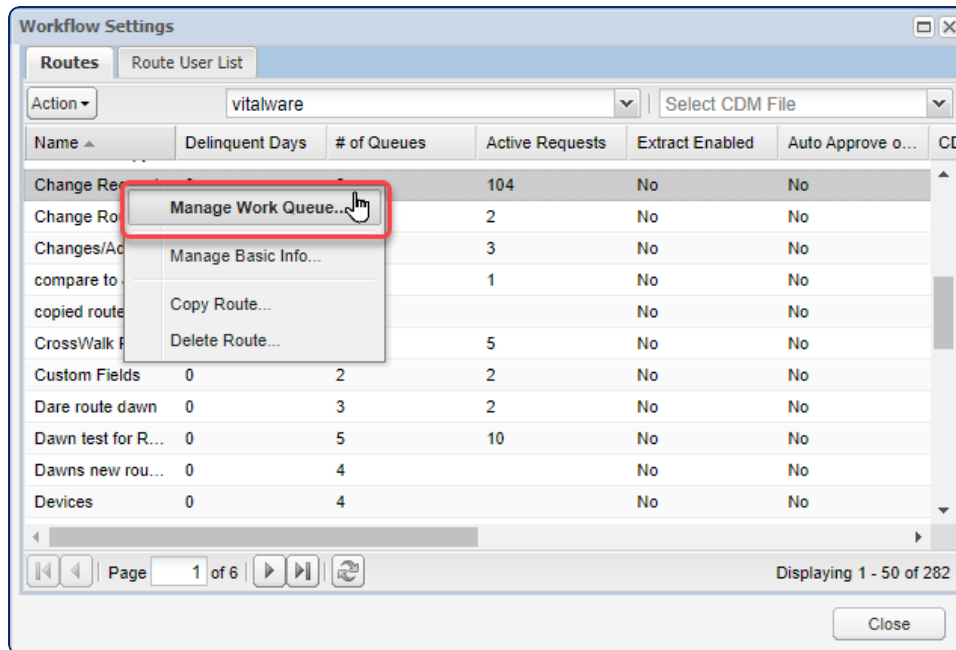 Workflow Settings
Routes Route User List
Action vitalware Select CDM File
Name Delinquent Days # of Queues Active Requests Extract Enabled Auto Approve o...
Change 104 No No
Manage Work Queue...
Change 2 No No
Changes/Ad 3 No No
Manage Basic Info...
compare to 1 No No
Copy Route...
copied route No No
Delete Route...
CrossWalk 5 No No
Custom Fields 0 2 2 No No
Dare route dawn 0 3 2 No No
Dawn test for R... 0 5 10 No No
Dawns new rou... 0 4 No No
Devices 0 4 No No
Page 1 of 6 Displaying 1 - 50 of 282
Close